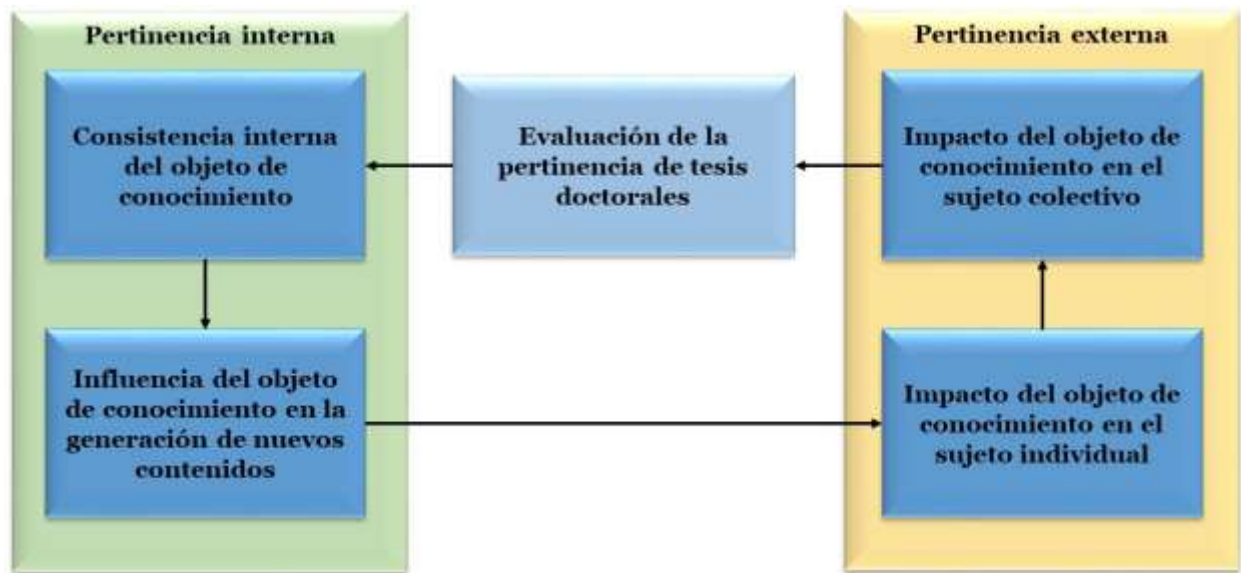 Pertinencia interna
Consistencia interna
del objeto de
conocimiento
Influencia del objeto
de conocimiento en la
generación de nuevos
contenidos
Evaluación de la
pertinencia de tesis
doctorales
Pertinencia externa
Impacto del objeto de
conocimiento en el
sujeto colectivo
Impacto del objeto de
conocimiento en el
sujeto individual